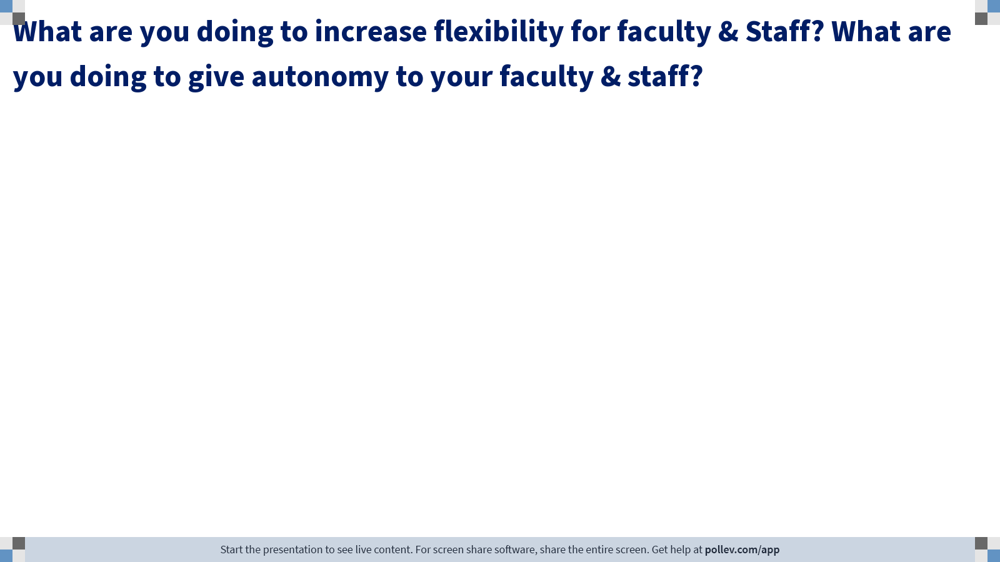 What are you doing to increase flexibility for faculty & Staff? What are
you doing to give autonomy to your faculty & staff?
Start the presentation to see live content. For screen share software, share the entire screen. Get help at pollev.com/app